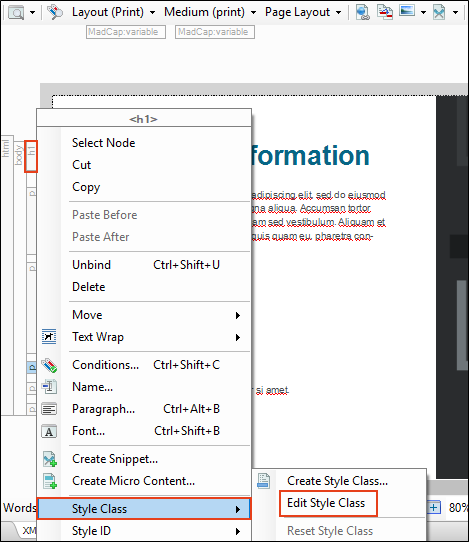 Layout (Print) Medium (print) Page Layout
MadCap:variable MadCap:variable
<h1>
html
body
h1
Select Node
Cut
formation
Copy
adipiscing elit, sed do eiusmod
gna aliqua. Accumsan tortor
Paste Before
am sed vestibulum. Aliquam et
Paste After
quis quam eu, pharetra con-
Unbind Ctrl+Shift+U
Delete
Move
Text Wrap
Conditions... Ctrl+Shift+C
Name...
r si amet.
Paragraph... Ctrl+Alt+B
Font... Ctrl+Shift+B
Create Snippet...
Create Micro Content...
Create Style Class...
Words
Style Class
Edit Style Class
80%
XM
Style ID
Reset Style Class